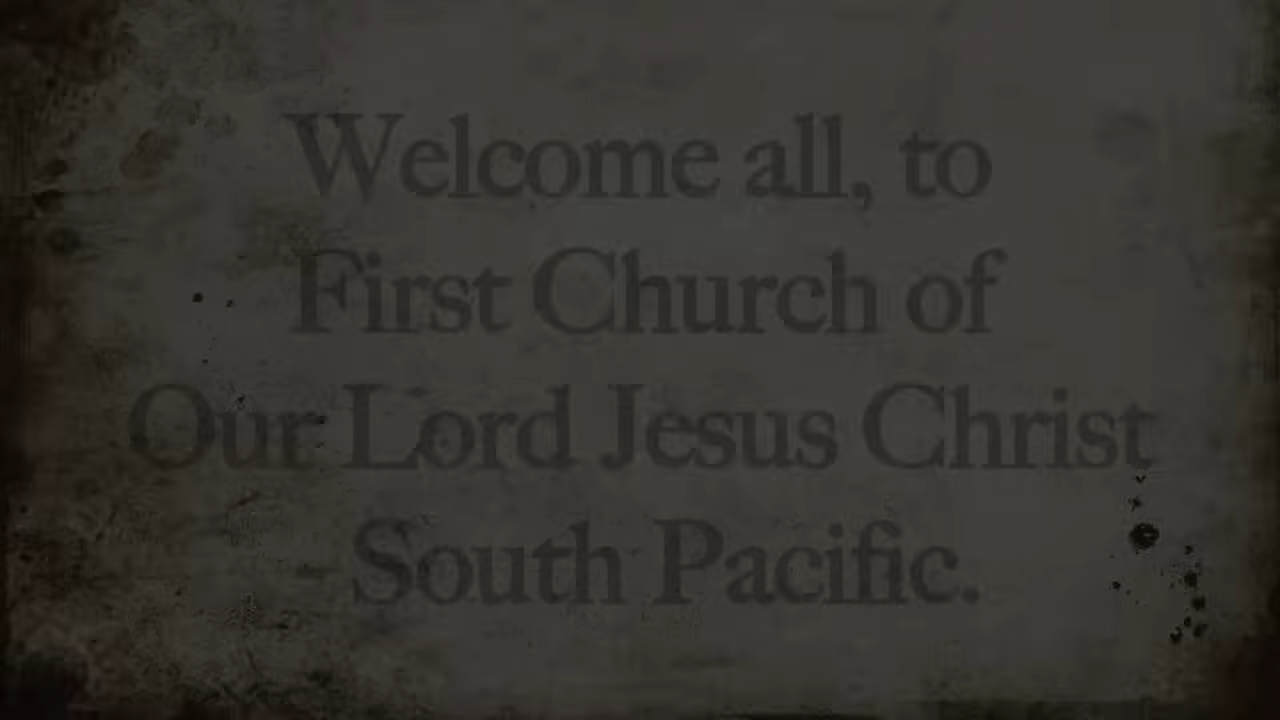 Welcome all, to
First Church of
Our Lord Jesus Christ
South Pacific.